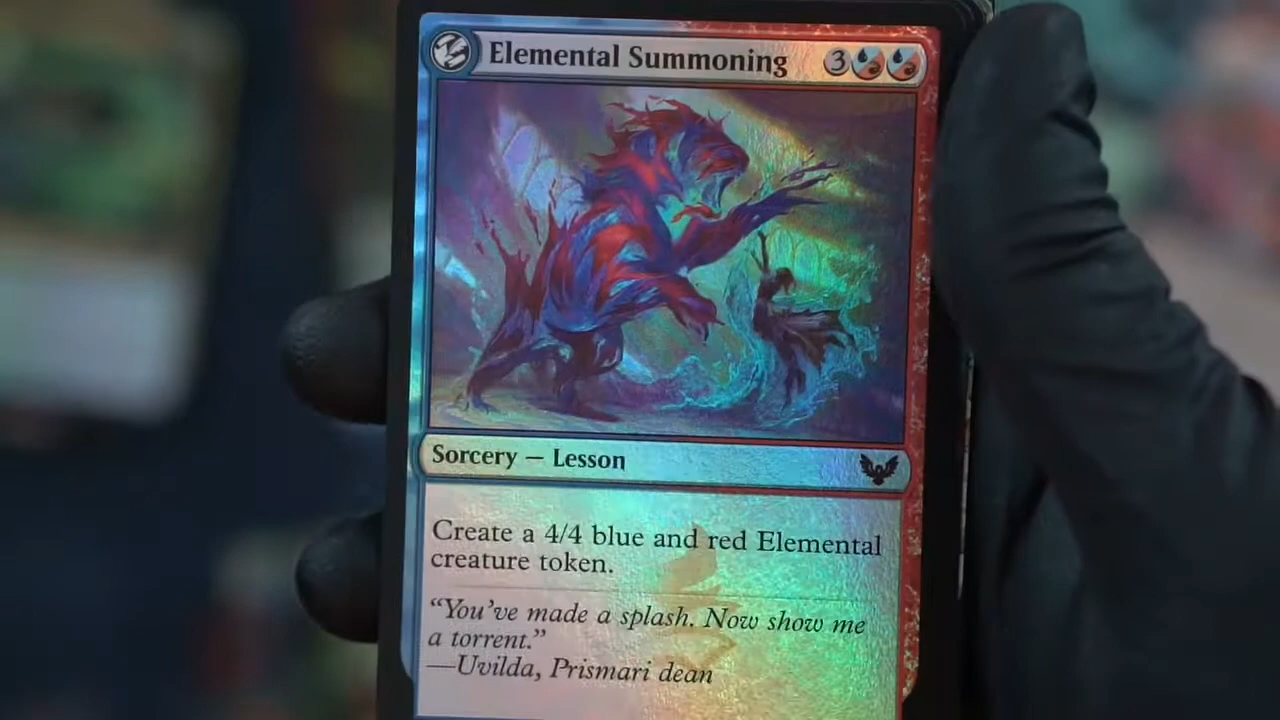 Elemental Summoning 3
Sorcery — Lesson
Create a 4/4 blue and red Elemental
creature token.
“You’ve made a splash. Now show me
a torrent.”
—Uvilda, Prismari dean